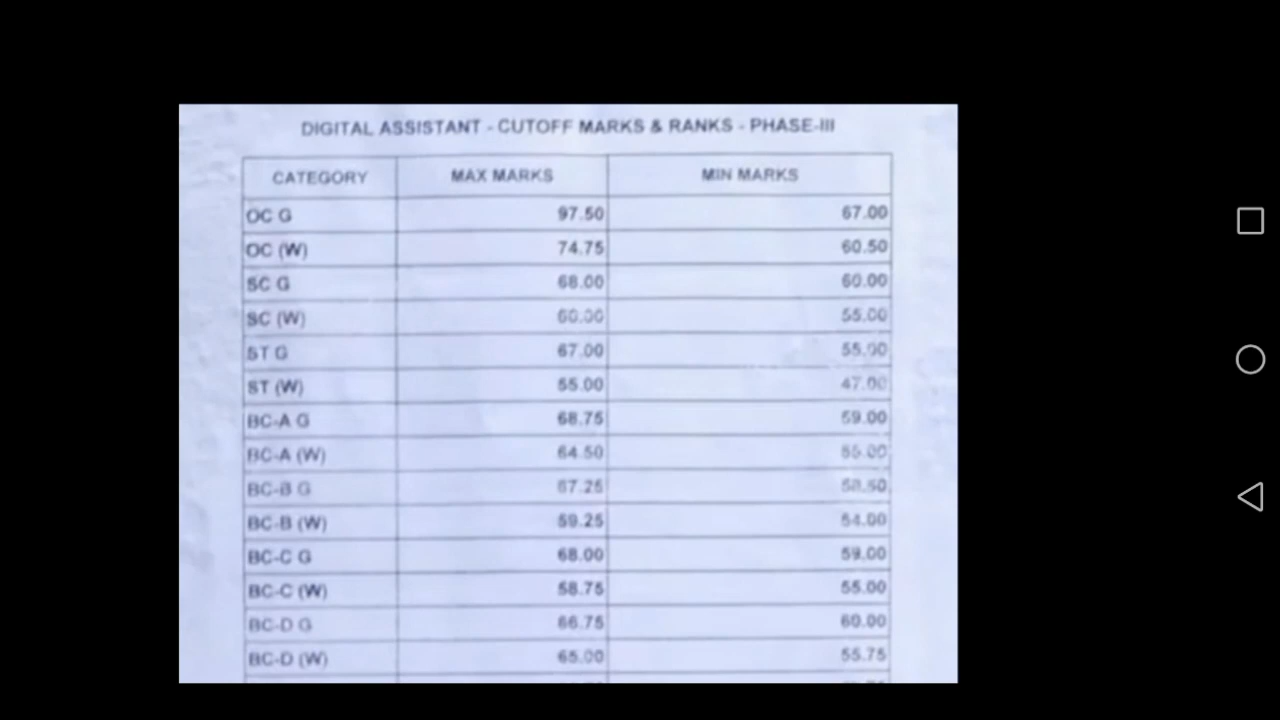 DIGITAL ASSISTANT - CUTOFF MARKS & RANKS - PHASE-III
CATEGORY MAX MARKS MIN MARKS
OC G 97.50 67.00
OC (W) 74.75 60.50
SC G 68.00 60.00
SC (W) 60.00 55.00
ST G 67.00 55.00
ST (W) 55.00 47.00
BC-A G 68.75 59.00
BC-A (W) 64.50 55.00
BC-B G 67.25
BC-B (W) 59.25 54.00
BC-C G 68.00 59.00
BC-C (W) 58.75 55.00
BC-D G 66.75 60.00
BC-D (W) 65.00 55.75